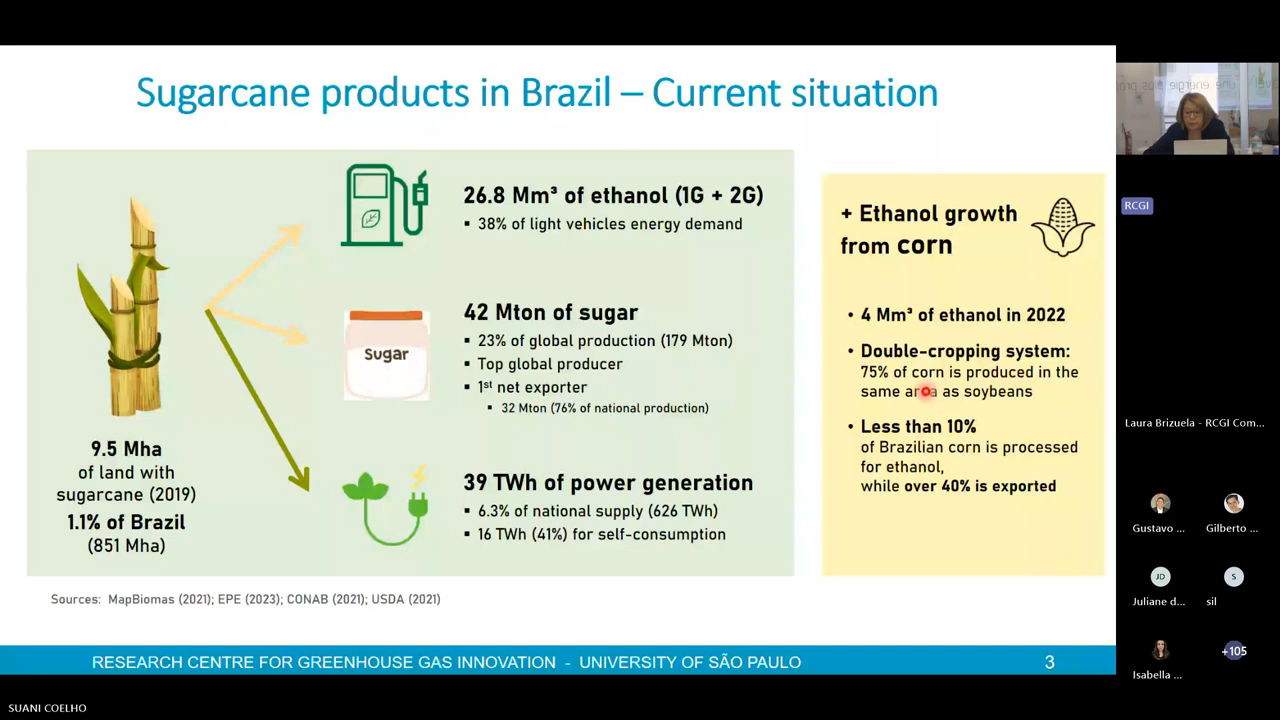 Sugarcane products in Brazil – Current situation
26.8 Mm³ of ethanol (1G + 2G)
▪ 38% of light vehicles energy demand
Sugar
42 Mton of sugar
▪ 23% of global production (179 Mton)
▪ Top global producer
▪ 1st net exporter
▪ 32 Mton (76% of national production)
39 TWh of power generation
▪ 6.3% of national supply (626 TWh)
▪ 16 TWh (41%) for self-consumption
9.5 Mha
of land with
sugarcane (2019)
1.1% of Brazil
(851 Mha)
+ Ethanol growth
from corn
• 4 Mm³ of ethanol in 2022
• Double-cropping system:
75% of corn is produced in the
same area as soybeans
• Less than 10%
of Brazilian corn is processed
for ethanol,
while over 40% is exported
Sources: MapBiomas (2021); EPE (2023); CONAB (2021); USDA (2021)
RESEARCH CENTRE FOR GREENHOUSE GAS INNOVATION - UNIVERSITY OF SÃO PAULO
3
RCGI
Laura Brizuela - RCGI Com...
Gustavo ...
Gilberto ...
JD
S
Juliane d...
sil
+105
Isabella ...
SUANI COELHO